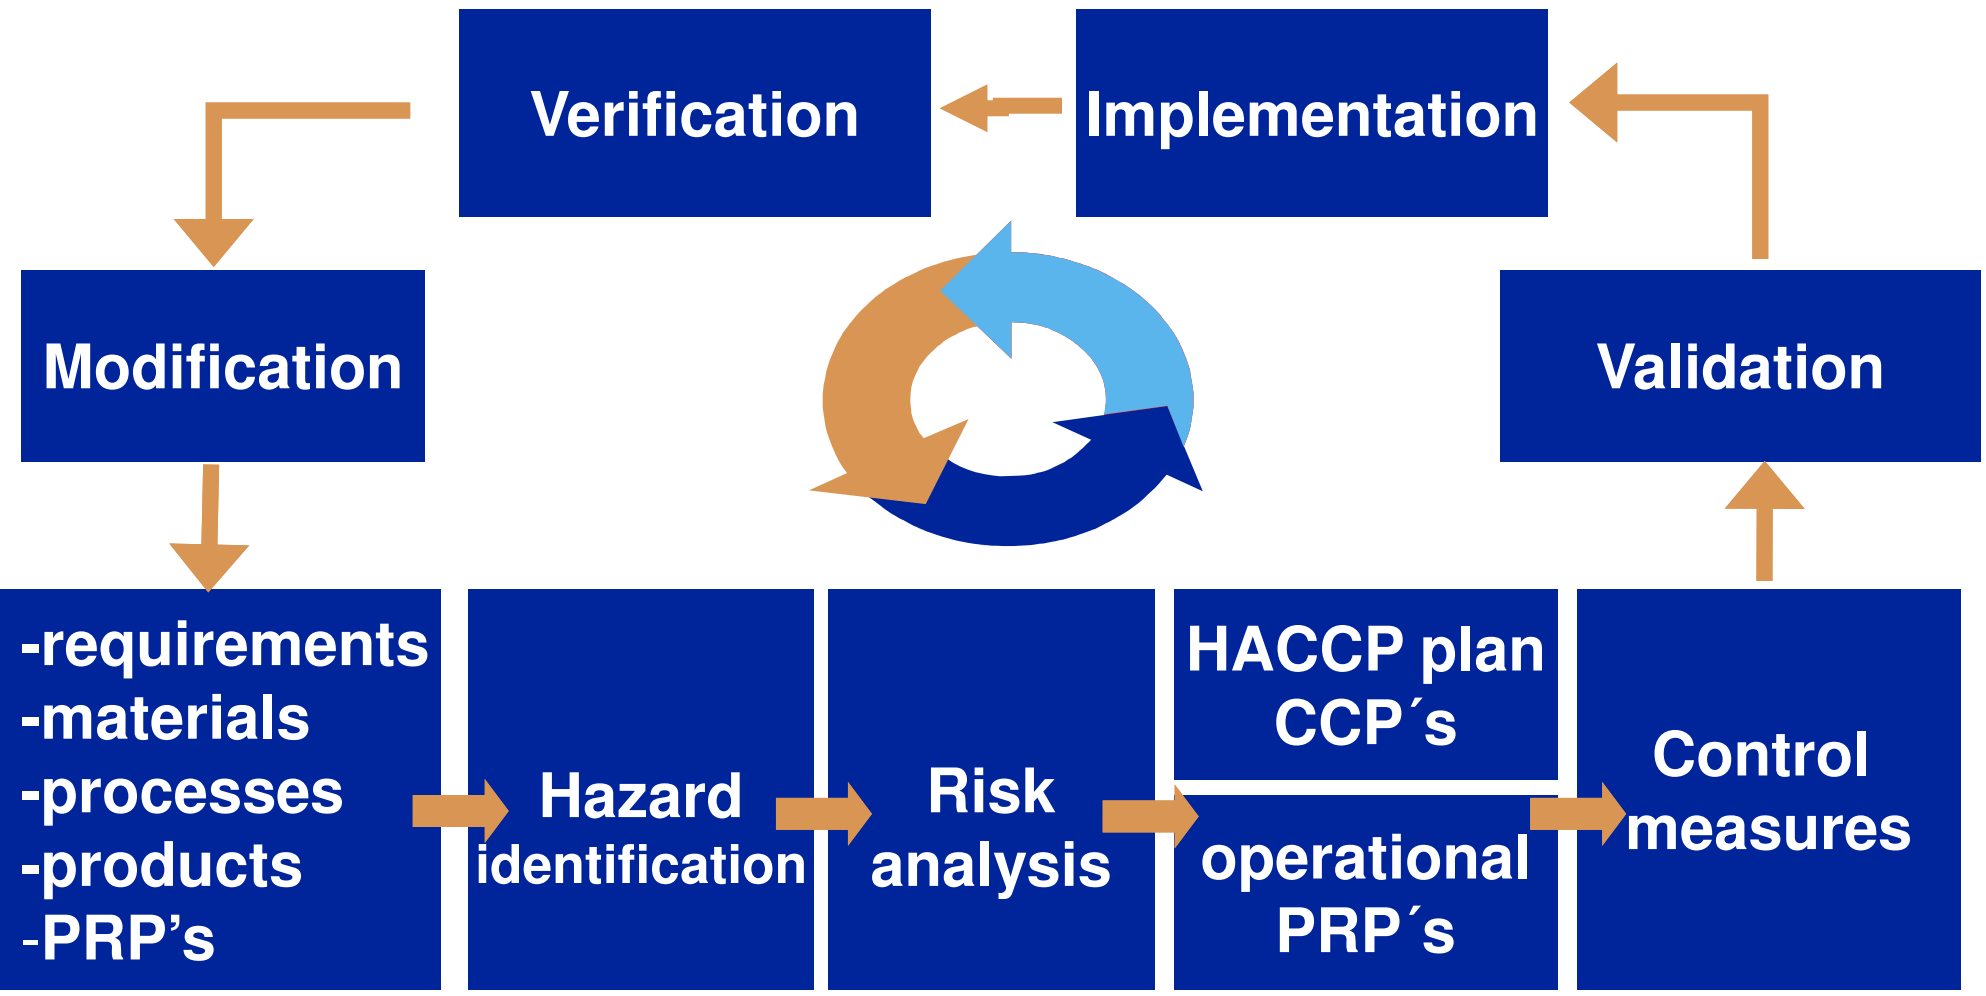 Verification
Implementation
Modification
Validation
-requirements
-materials
-processes
-products
-PRP’s
Hazard
identification
Risk
analysis
HACCP plan
CCP´s
operational
PRP´s
Control
measures